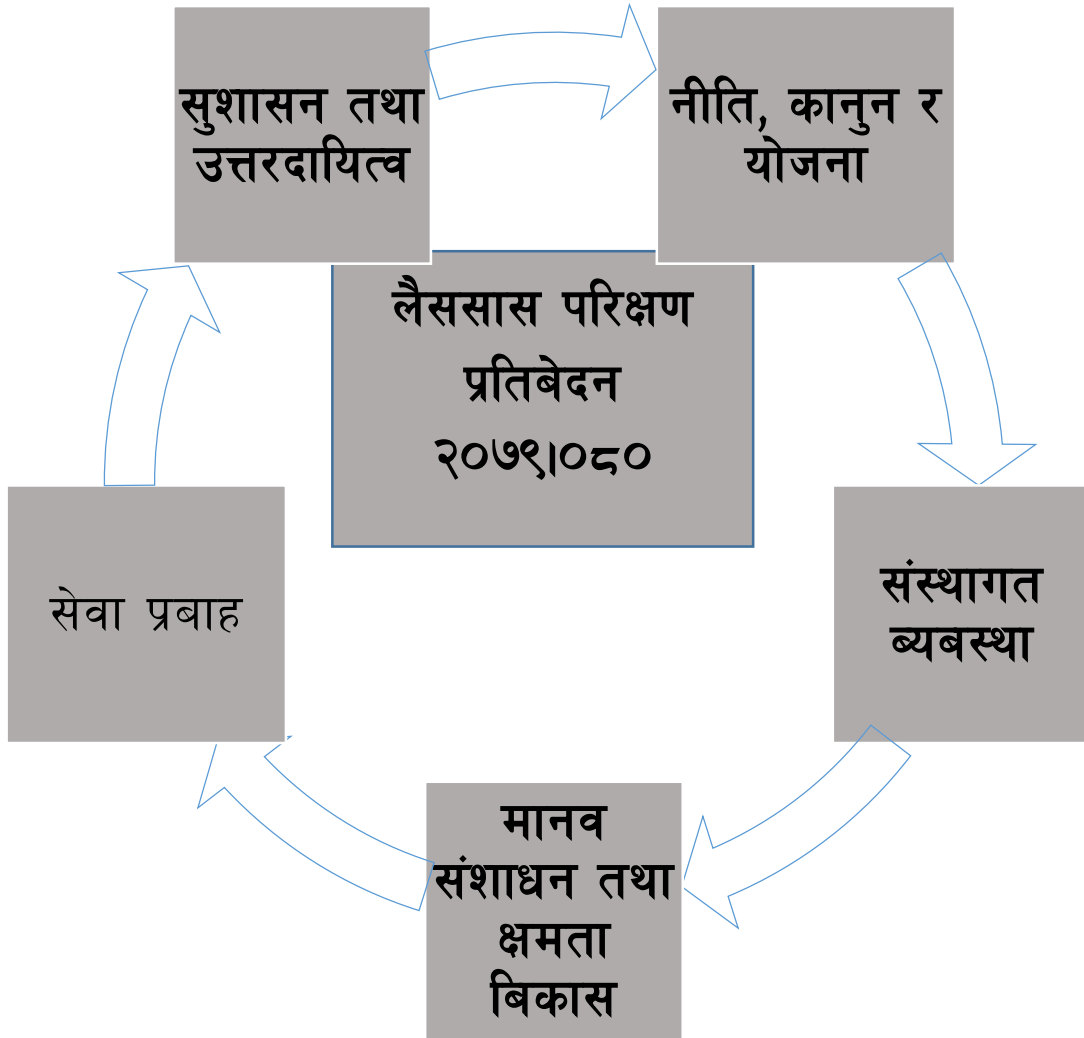 सुशासन तथा
उत्तरदायित्व
नीति, कानुन र
योजना
लैससास परिक्षण
प्रतिबेदन
२०७९।०८०
संस्थागत
ब्यबस्था
मानव
संशाधन तथा
क्षमता
बिकास
सेवा प्रबाह